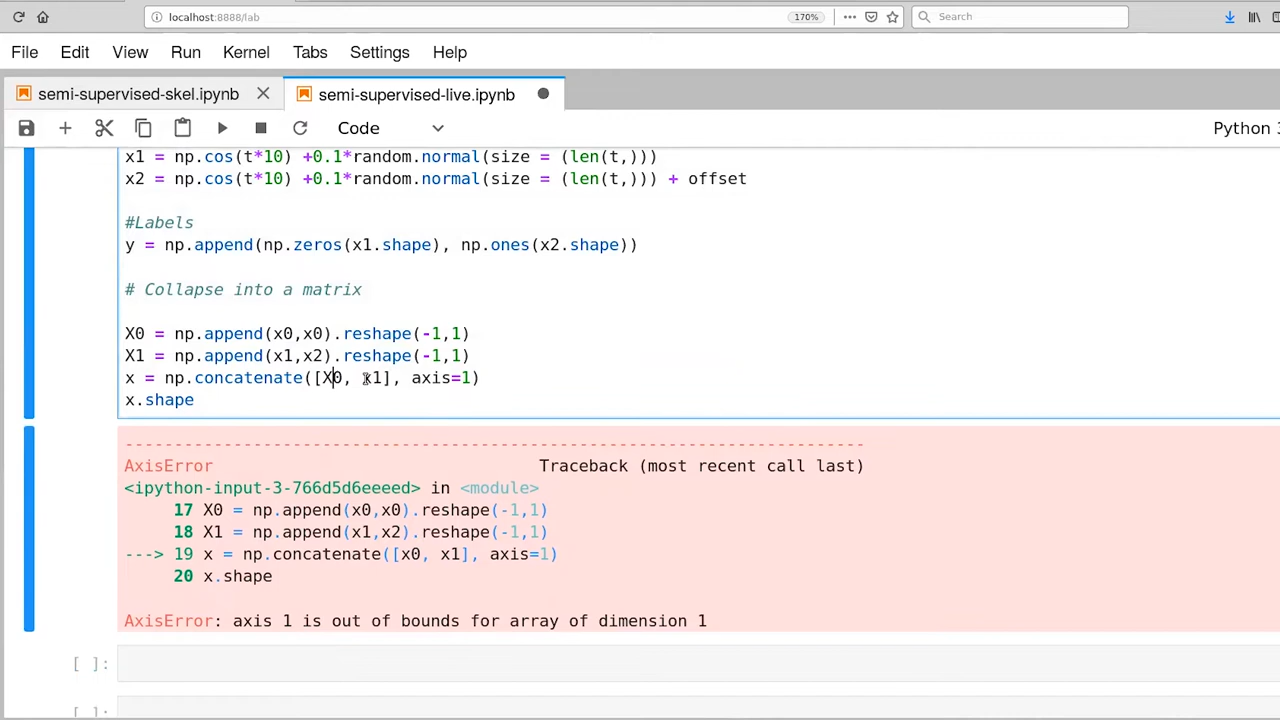 localhost:8888/lab
170%
Search
File Edit View Run Kernel Tabs Settings Help
semi-supervised-skel.ipynb
semi-supervised-live.ipynb
Code
Python 3
x1 = np.cos(t*10) +0.1*random.normal(size = (len(t,)))
x2 = np.cos(t*10) +0.1*random.normal(size = (len(t,))) + offset
#Labels
y = np.append(np.zeros(x1.shape), np.ones(x2.shape))
# Collapse into a matrix
X0 = np.append(x0,x0).reshape(-1,1)
X1 = np.append(x1,x2).reshape(-1,1)
x = np.concatenate([X0, x1], axis=1)
x.shape
---------------------------------------------------------------------------
AxisError Traceback (most recent call last)
<ipython-input-3-766d5d6eeeed> in <module>
17 X0 = np.append(x0,x0).reshape(-1,1)
18 X1 = np.append(x1,x2).reshape(-1,1)
---> 19 x = np.concatenate([x0, x1], axis=1)
20 x.shape
AxisError: axis 1 is out of bounds for array of dimension 1
[ ]:
[ ]: